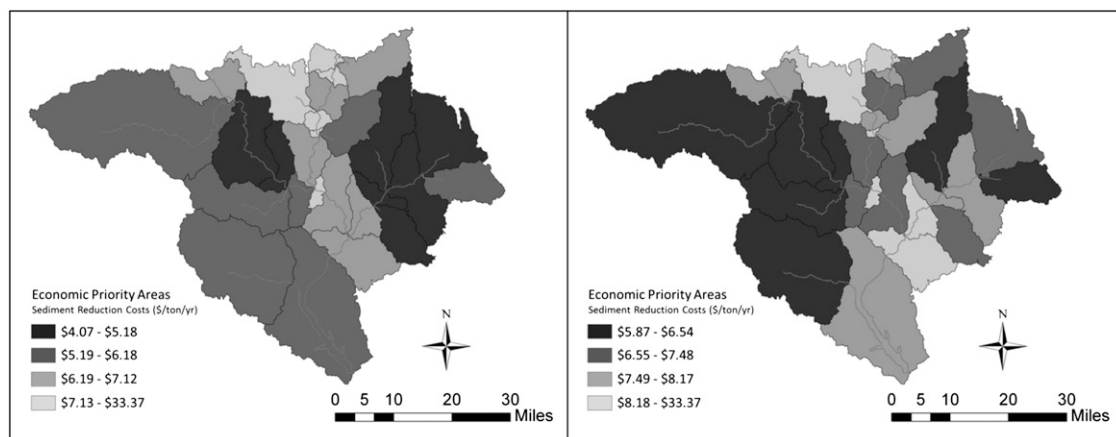 N
Economic Priority Areas
Sediment Reduction Costs ($/ton/yr)
$4.07 - $5.18
$5.19 - $6.18
$6.19 - $7.12
$7.13 - $33.37
0 5 10 20 30
Miles
N
Economic Priority Areas
Sediment Reduction Costs ($/ton/yr)
$5.87 - $6.54
$6.55 - $7.48
$7.49 - $8.17
$8.18 - $33.37
0 5 10 20 30
Miles